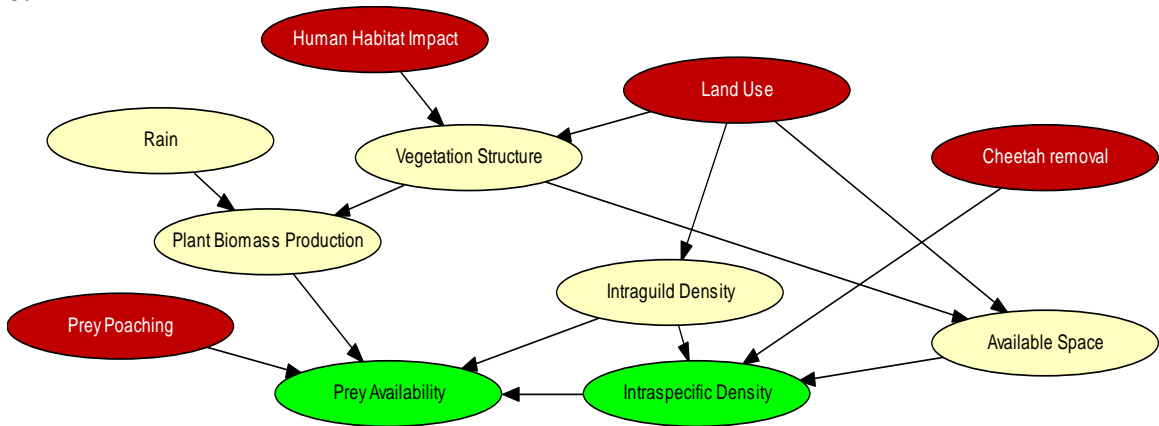 Human Habitat Impact
Land Use
Rain
Vegetation Structure
Cheetah removal
Plant Biomass Production
Intraguild Density
Prey Poaching
Available Space
Prey Availability
Intraspecific Density